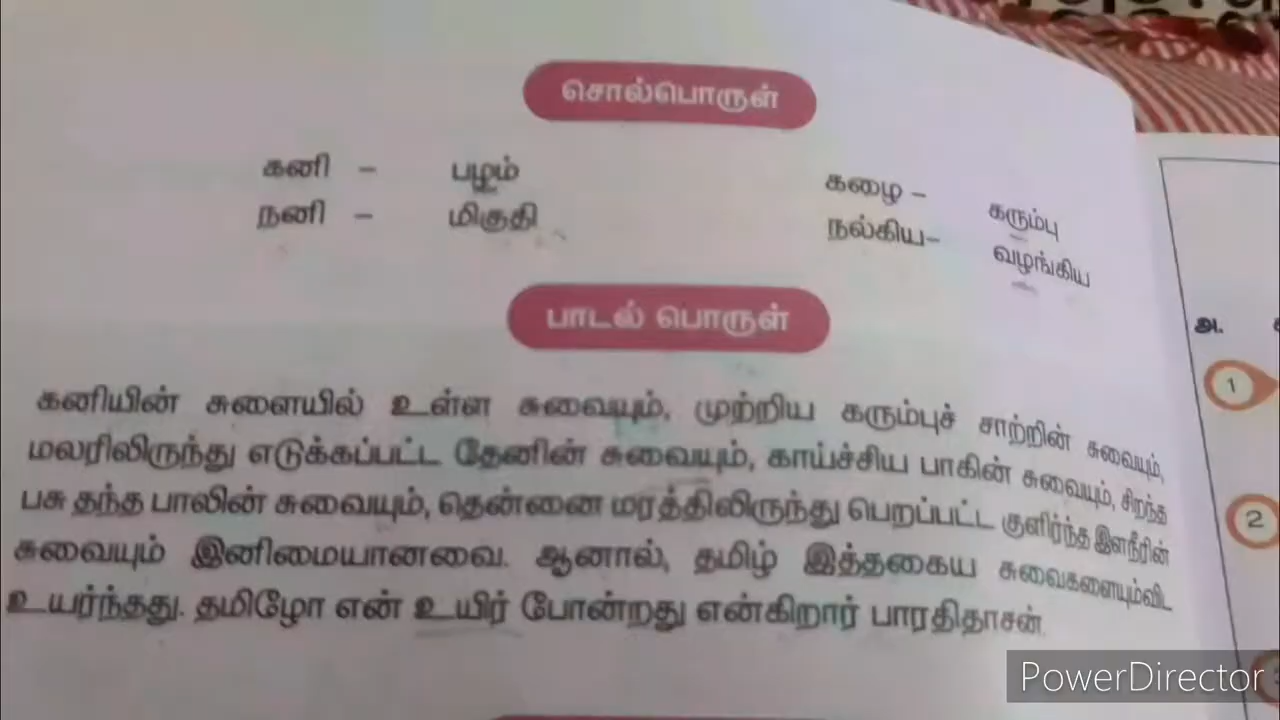 சொல்பொருள்
கனி – பழம் கழை – கரும்பு
நனி – மிகுதி நல்கிய– வழங்கிய
பாடல் பொருள்
கனியின் சுளையில் உள்ள சுவையும், முற்றிய கரும்புச் சாற்றின் சுவையும்,
மலரிலிருந்து எடுக்கப்பட்ட தேனின் சுவையும், காய்ச்சிய பாகின் சுவையும், சிறந்த
பசு தந்த பாலின் சுவையும், தென்னை மரத்திலிருந்து பெறப்பட்ட குளிர்ந்த இளநீரின்
சுவையும் இனிமையானவை. ஆனால், தமிழ் இத்தகைய சுவைகளையும்விட
உயர்ந்தது. தமிழோ என் உயிர் போன்றது என்கிறார் பாரதிதாசன்.
அ.
1
2
PowerDirector